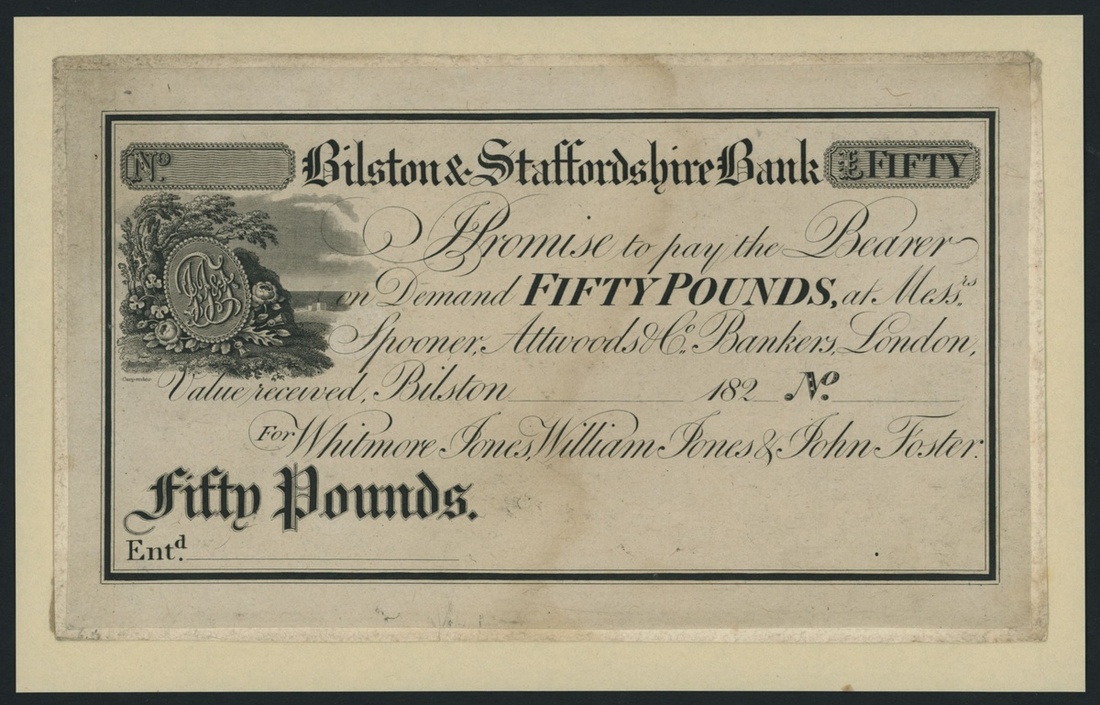 No. Bilston & Staffordshire Bank £ FIFTY
I Promise to pay the Bearer
on Demand FIFTY POUNDS, at Messrs.
Spooner, Attwoods & Co. Bankers, London,
Value received, Bilston 182 No.
For Whitmore Jones, William Jones & John Foster.
Fifty Pounds.
Entd.